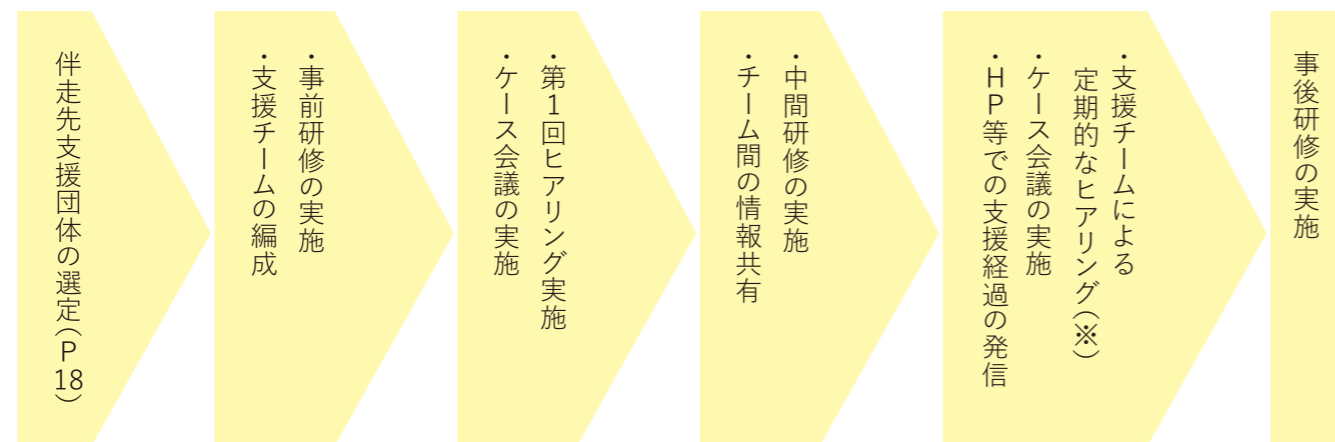 伴走先支援団体の選定(P18)
・事前研修の実施
・支援チームの編成
・第1回ヒアリング実施
・ケース会議の実施
・中間研修の実施
・チーム間の情報共有
・支援チームによる
定期的なヒアリング(※)
・ケース会議の実施
・HP等での支援経過の発信
事後研修の実施